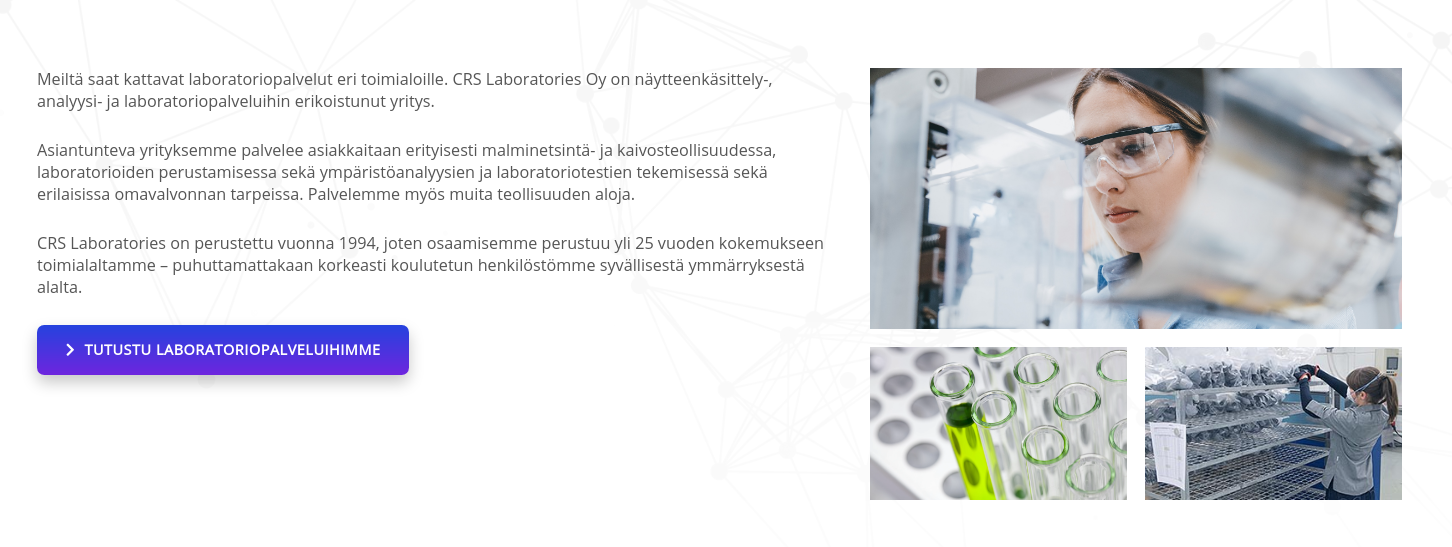 Meiltä saat kattavat laboratoriopalvelut eri toimialoille. CRS Laboratories Oy on näytteenkäsittely-,
analyysi- ja laboratoriopalveluihin erikoistunut yritys.
Asiantunteva yrityksemme palvelee asiakkaitaan erityisesti malminetsintä- ja kaivosteollisuudessa,
laboratorioiden perustamisessa sekä ympäristöanalyysien ja laboratoriotestien tekemisessä sekä
erilaisissa omavalvonnan tarpeissa. Palvelemme myös muita teollisuuden aloja.
CRS Laboratories on perustettu vuonna 1994, joten osaamisemme perustuu yli 25 vuoden kokemukseen
toimialaltamme – puhuttamattakaan korkeasti koulutetun henkilöstömme syvällisestä ymmärryksestä
alalta.
TUTUSTU LABORATORIOPALVELUIHIMME